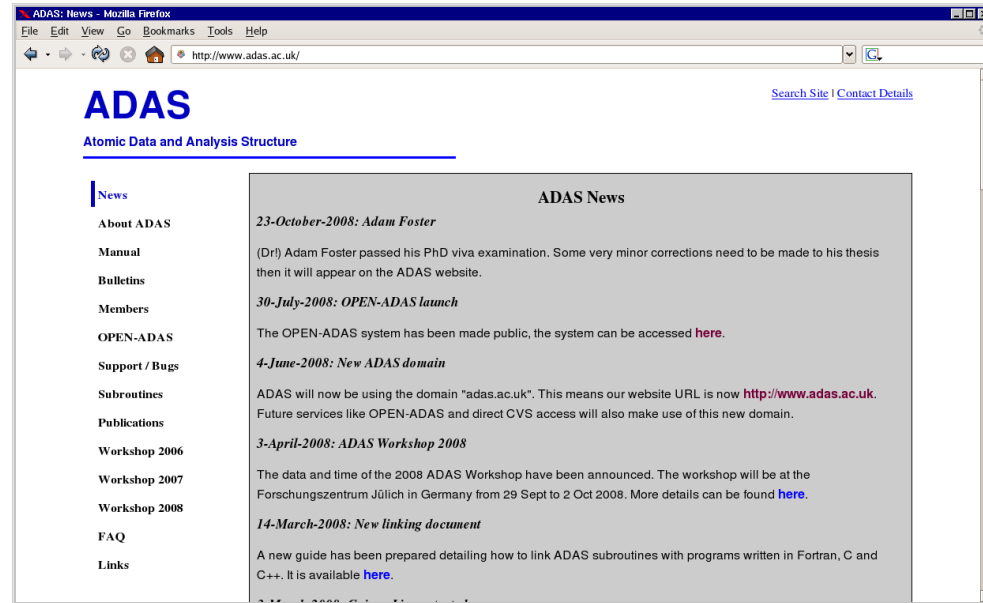 ADAS: News - Mozilla Firefox
File Edit View Go Bookmarks Tools Help
http://www.adas.ac.uk/
G
ADAS
Search Site | Contact Details
Atomic Data and Analysis Structure
News
About ADAS
Manual
Bulletins
Members
OPEN-ADAS
Support / Bugs
Subroutines
Publications
Workshop 2006
Workshop 2007
Workshop 2008
FAQ
Links
ADAS News
23-October-2008: Adam Foster
(Dr!) Adam Foster passed his PhD viva examination. Some very minor corrections need to be made to his thesis
then it will appear on the ADAS website.
30-July-2008: OPEN-ADAS launch
The OPEN-ADAS system has been made public, the system can be accessed here.
4-June-2008: New ADAS domain
ADAS will now be using the domain "adas.ac.uk". This means our website URL is now http://www.adas.ac.uk.
Future services like OPEN-ADAS and direct CVS access will also make use of this new domain.
3-April-2008: ADAS Workshop 2008
The data and time of the 2008 ADAS Workshop have been announced. The workshop will be at the
Forschungszentrum Jûlich in Germany from 29 Sept to 2 Oct 2008. More details can be found here.
14-March-2008: New linking document
A new guide has been prepared detailing how to link ADAS subroutines with programs written in Fortran, C and
C++. It is available here.